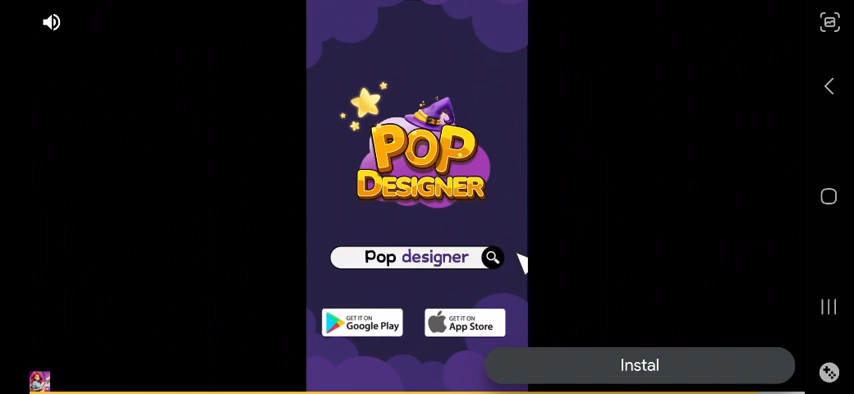 POP
DESIGNER
Pop designer
GET IT ON
Google Play
GET IT ON
App Store
Instal